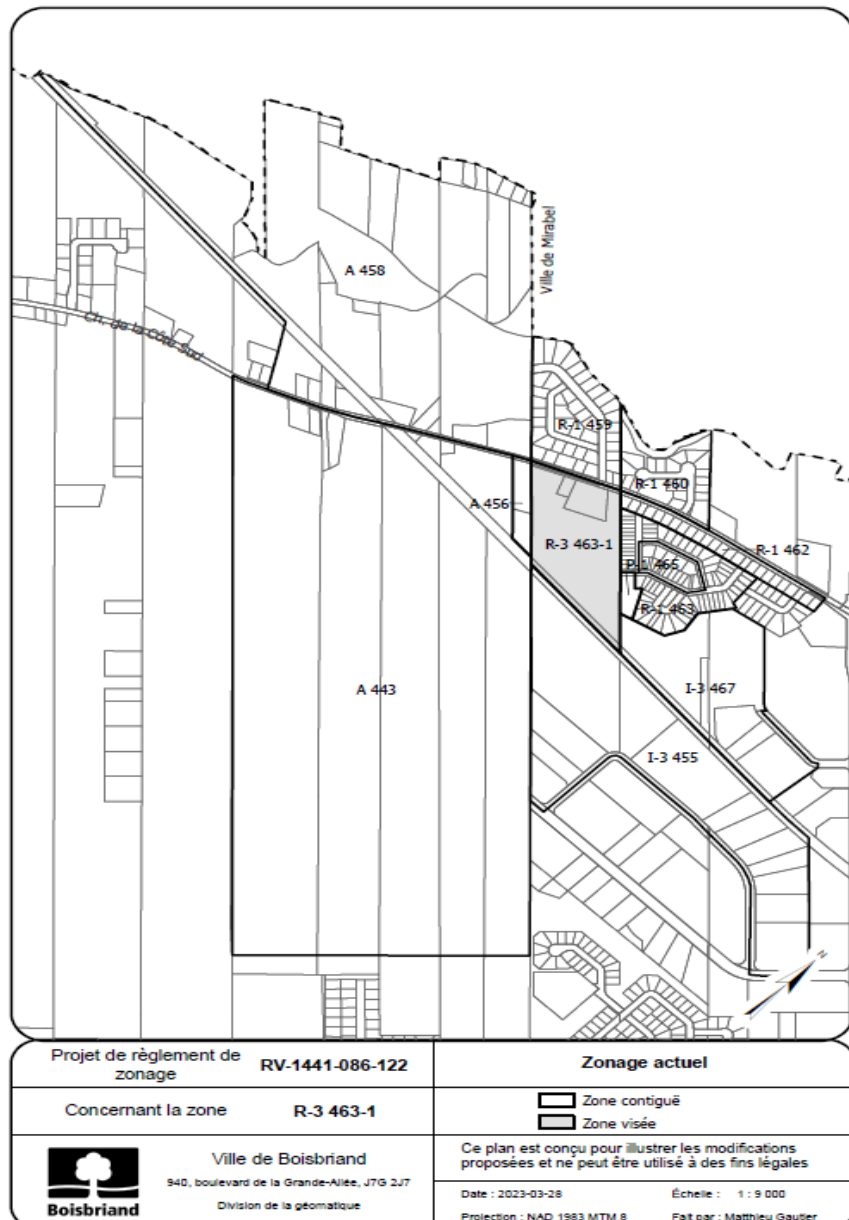 A 458
Ville de Mirabel
Ch. de la Côte Sud
R-1 459
R-1 460
A 456
R-3 463-1
R-1 462
P-1 465
R-1 463
A 443
I-3 467
I-3 455
N
Projet de règlement de
zonage
RV-1441-086-122
Zonage actuel
Concernant la zone R-3 463-1
Zone contiguë
Zone visée
Boisbriand
Ville de Boisbriand
940, boulevard de la Grande-Allée, J7G 2J7
Division de la géomatique
Ce plan est conçu pour illustrer les modifications
proposées et ne peut être utilisé à des fins légales
Date : 2023-03-28 Échelle : 1 : 9 000
Projection : NAD 1983 MTM 8 Fait par : Matthieu Gautier